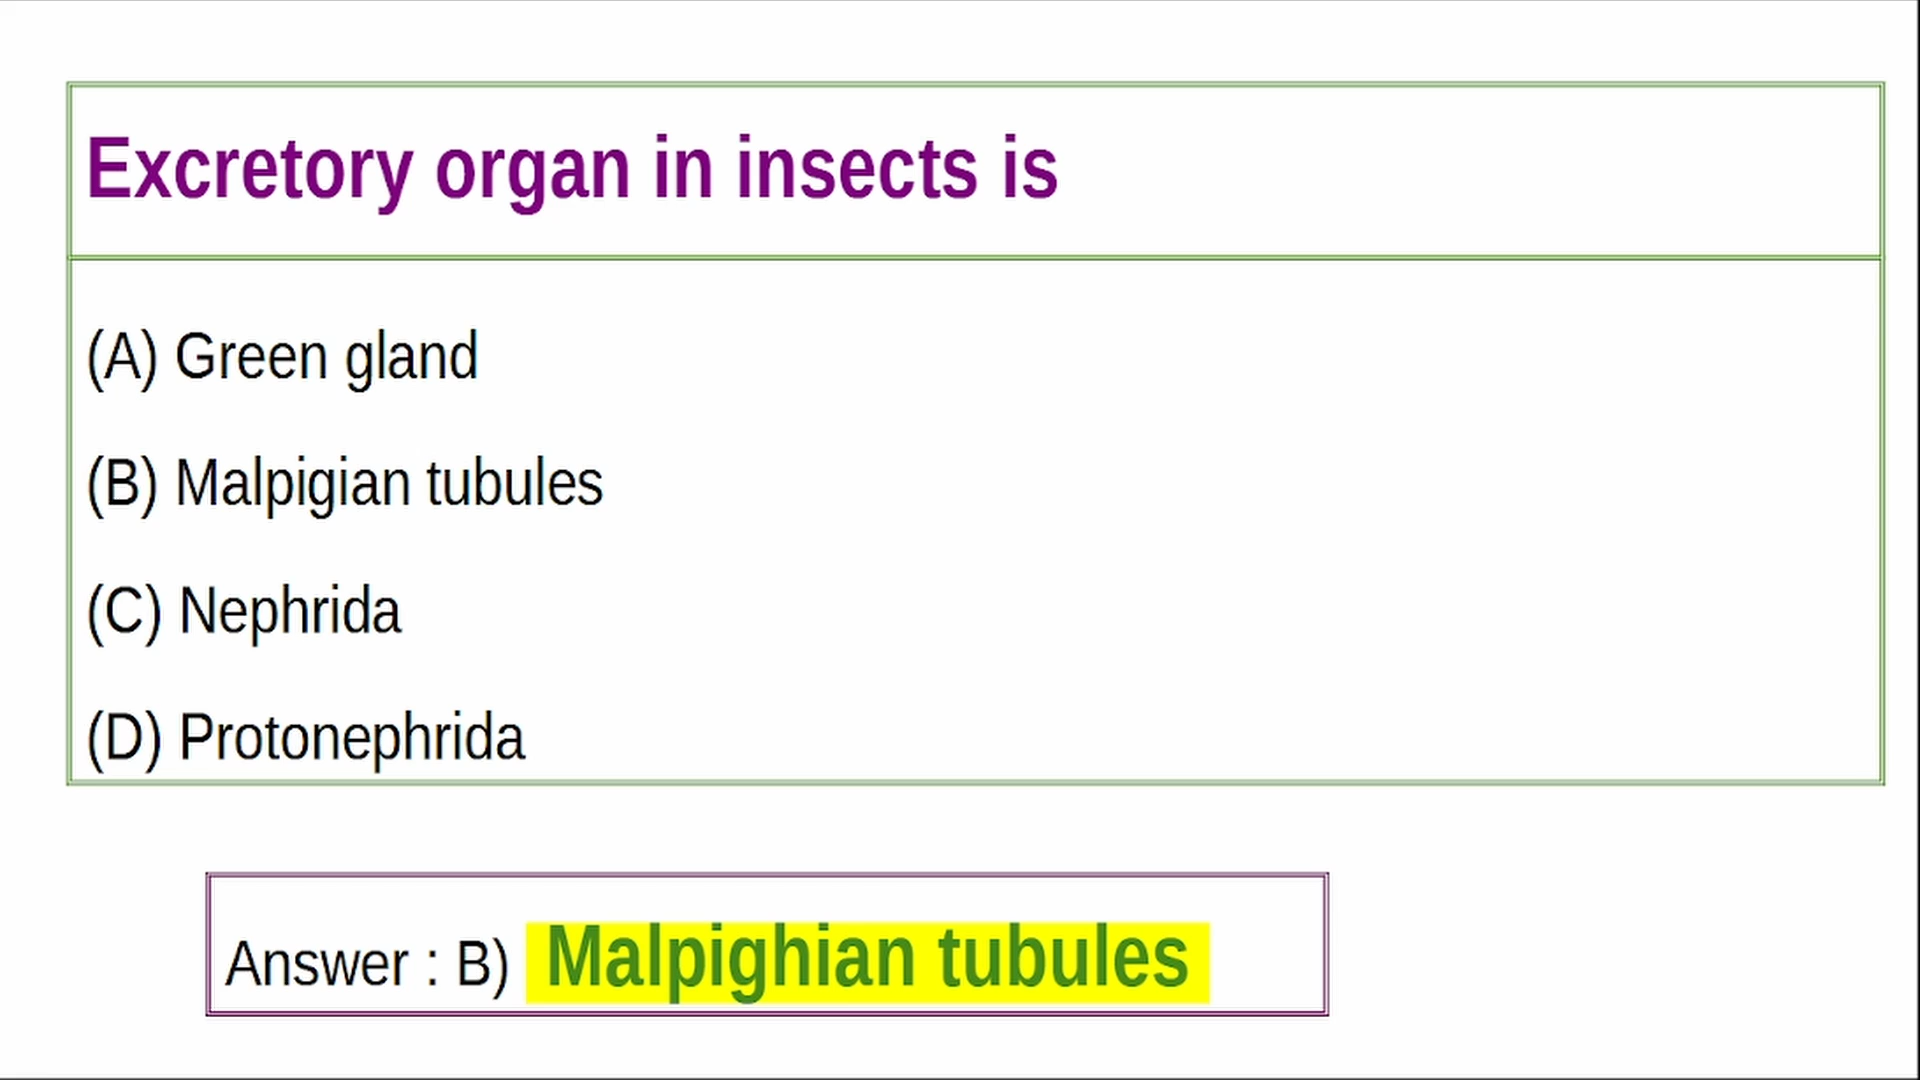 Excretory organ in insects is
(A) Green gland
(B) Malpigian tubules
(C) Nephrida
(D) Protonephrida
Answer : B) Malpighian tubules